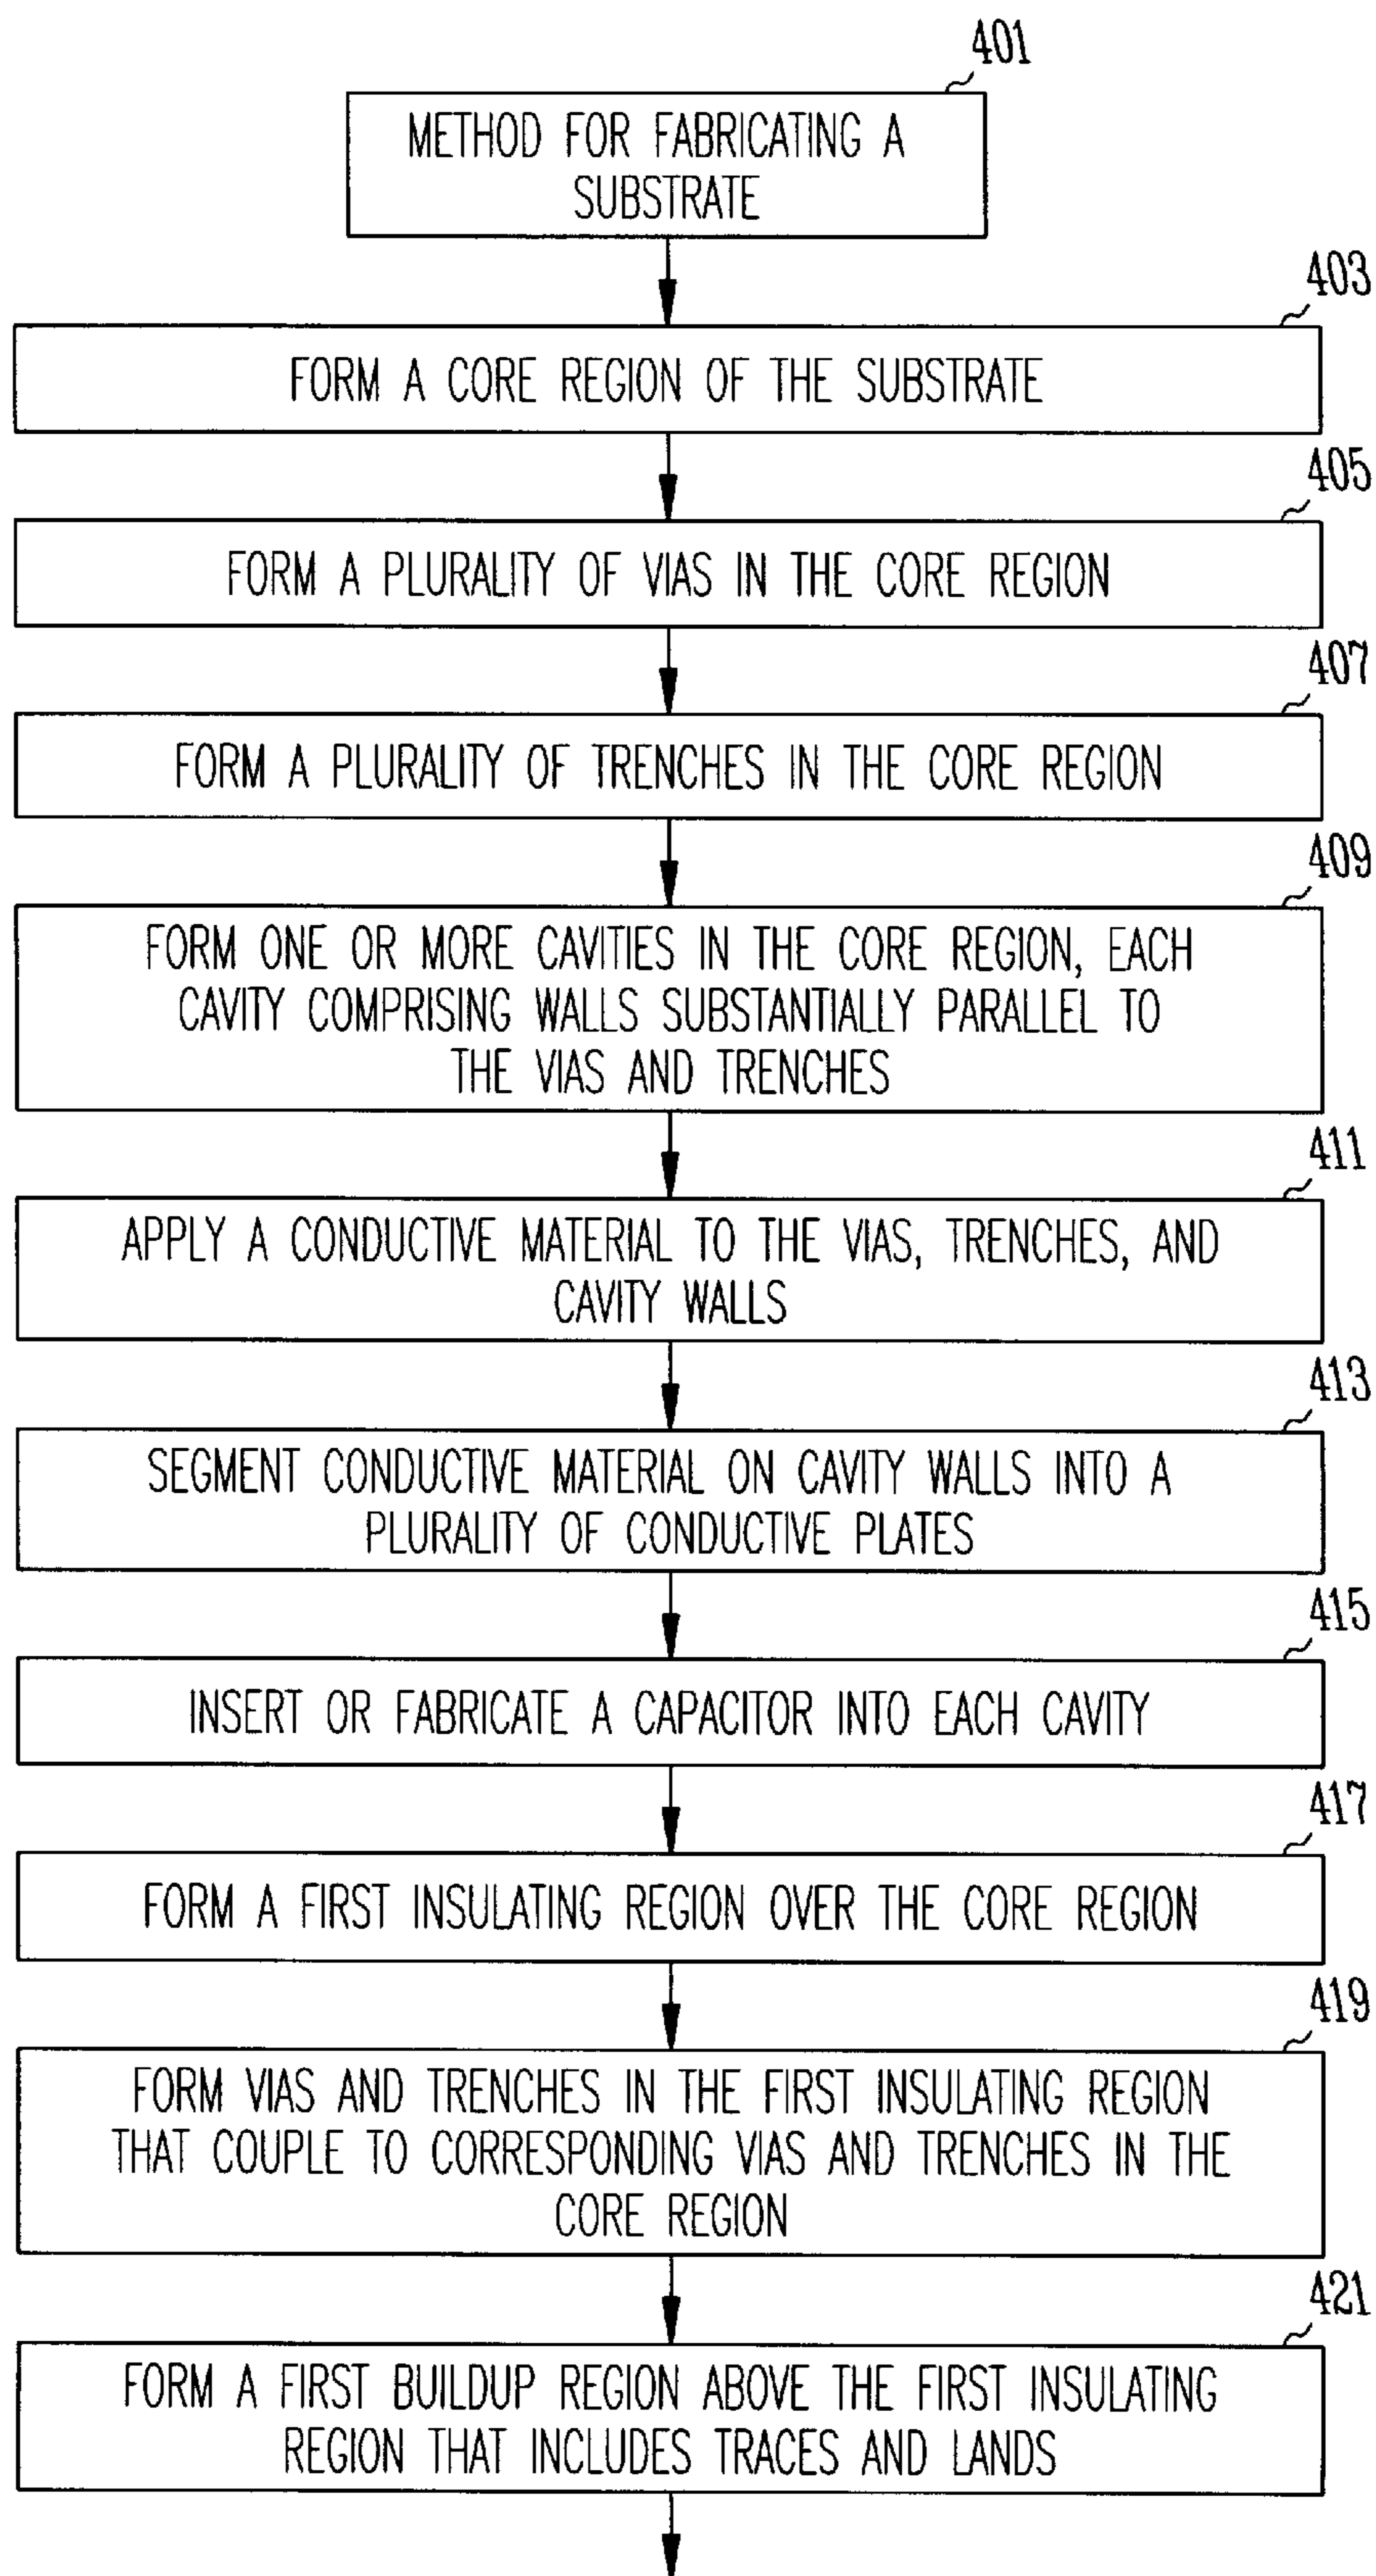 401
METHOD FOR FABRICATING A
SUBSTRATE
403
FORM A CORE REGION OF THE SUBSTRATE
405
FORM A PLURALITY OF VIAS IN THE CORE REGION
407
FORM A PLURALITY OF TRENCHES IN THE CORE REGION
409
FORM ONE OR MORE CAVITIES IN THE CORE REGION, EACH
CAVITY COMPRISING WALLS SUBSTANTIALLY PARALLEL TO
THE VIAS AND TRENCHES
411
APPLY A CONDUCTIVE MATERIAL TO THE VIAS, TRENCHES, AND
CAVITY WALLS
413
SEGMENT CONDUCTIVE MATERIAL ON CAVITY WALLS INTO A
PLURALITY OF CONDUCTIVE PLATES
415
INSERT OR FABRICATE A CAPACITOR INTO EACH CAVITY
417
FORM A FIRST INSULATING REGION OVER THE CORE REGION
419
FORM VIAS AND TRENCHES IN THE FIRST INSULATING REGION
THAT COUPLE TO CORRESPONDING VIAS AND TRENCHES IN THE
CORE REGION
421
FORM A FIRST BUILDUP REGION ABOVE THE FIRST INSULATING
REGION THAT INCLUDES TRACES AND LANDS